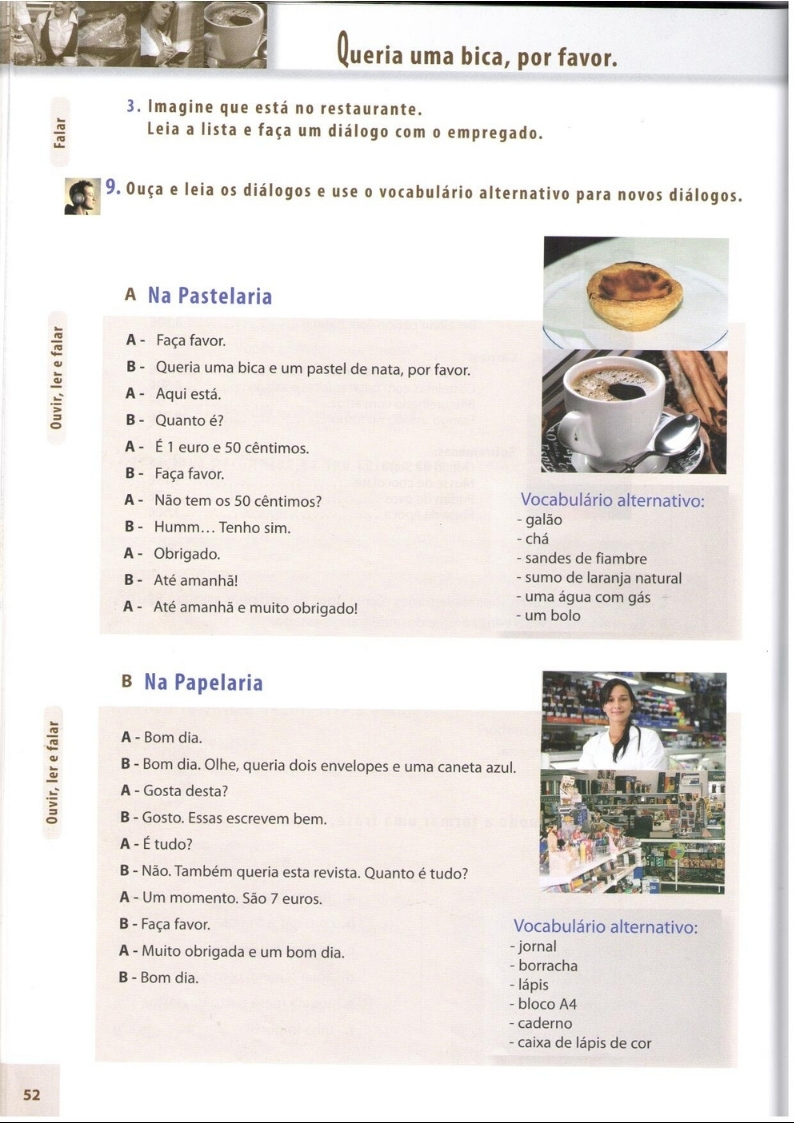 Queria uma bica, por favor.
Falar
3. Imagine que está no restaurante.
Leia a lista e faça um diálogo com o empregado.
9. Ouça e leia os diálogos e use o vocabulário alternativo para novos diálogos.
Ouvir, ler e falar
A Na Pastelaria
A - Faça favor.
B - Queria uma bica e um pastel de nata, por favor.
A - Aqui está.
B - Quanto é?
A - É 1 euro e 50 cêntimos.
B - Faça favor.
A - Não tem os 50 cêntimos?
B - Humm... Tenho sim.
A - Obrigado.
B - Até amanhã!
A - Até amanhã e muito obrigado!
Vocabulário alternativo:
- galão
- chá
- sandes de fiambre
- sumo de laranja natural
- uma água com gás
- um bolo
Ouvir, ler e falar
B Na Papelaria
A - Bom dia.
B - Bom dia. Olhe, queria dois envelopes e uma caneta azul.
A - Gosta desta?
B - Gosto. Essas escrevem bem.
A - É tudo?
B - Não. Também queria esta revista. Quanto é tudo?
A - Um momento. São 7 euros.
B - Faça favor.
A - Muito obrigada e um bom dia.
B - Bom dia.
Vocabulário alternativo:
- jornal
- borracha
- lápis
- bloco A4
- caderno
- caixa de lápis de cor
52